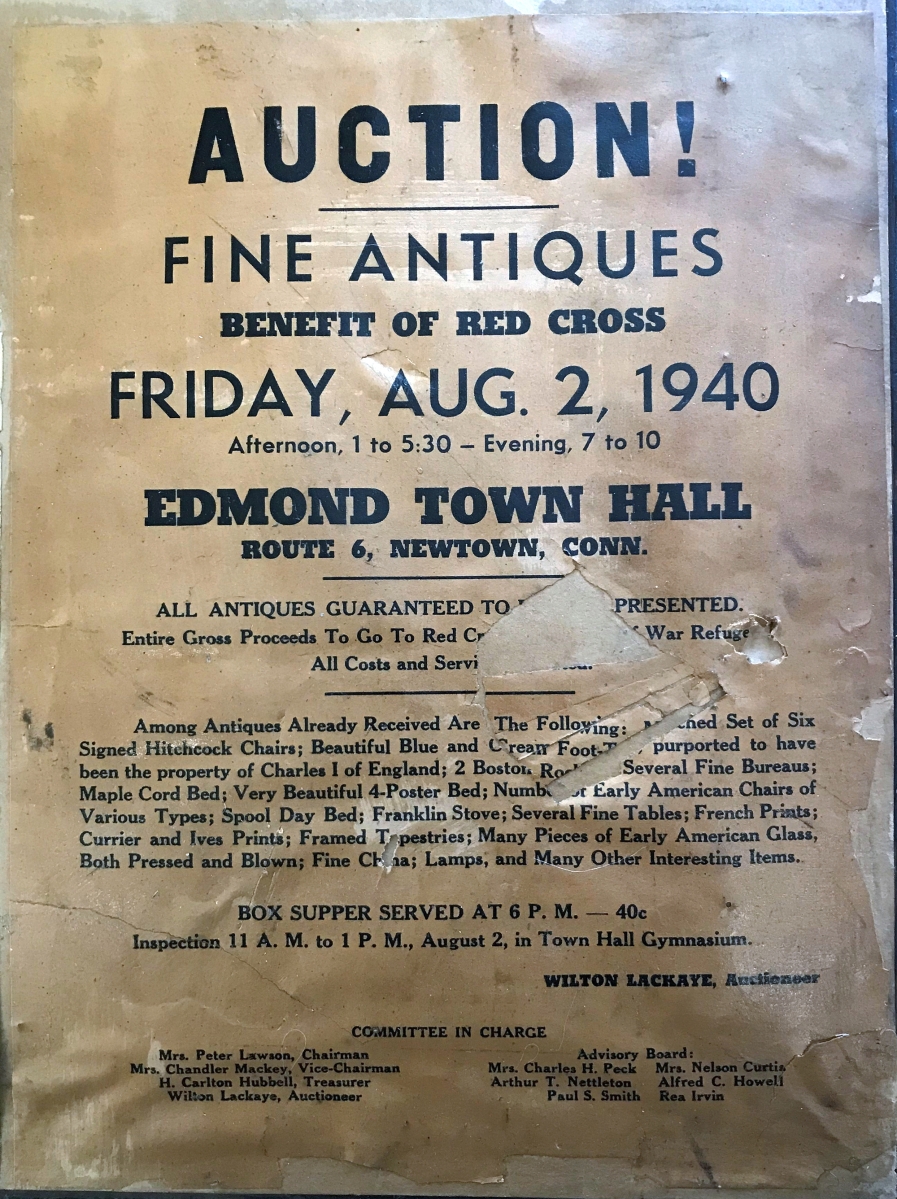 AUCTION!
FINE ANTIQUES
BENEFIT OF RED CROSS
FRIDAY, AUG. 2, 1940
Afternoon, 1 to 5:30 – Evening, 7 to 10
EDMOND TOWN HALL
ROUTE 6, NEWTOWN, CONN.
ALL ANTIQUES GUARANTEED TO PRESENTED.
Entire Gross Proceeds To Go To Red War
All Costs and
Among Antiques Already Received Are The Following: Set of Six
Signed Hitchcock Chairs; Beautiful Blue and Cream purported to have
been the property of Charles I of England; 2 Boston Several Fine Bureaus;
Maple Cord Bed; Very Beautiful 4-Poster Bed; Early American Chairs of
Various Types; Spool Day Bed; Franklin Stove; Several Fine Tables; French Prints;
Currier and Ives Prints; Framed Tapestries; Many Pieces of Early American Glass,
Both Pressed and Blown; Fine China; Lamps, and Many Other Interesting Items.
BOX SUPPER SERVED AT 6 P. M. — 40c
Inspection 11 A. M. to 1 P. M., August 2, in Town Hall Gymnasium.
WILTON LACKAYE, Auctioneer
COMMITTEE IN CHARGE
Mrs. Peter Lawson, Chairman
Mrs. Chandler Mackey, Vice-Chairman
H. Carlton Hubbell, Treasurer
Wilton Lackaye, Auctioneer
Advisory Board:
Mrs. Charles H. Peck Mrs. Nelson Curtis
Arthur T. Nettleton Alfred C. Howell
Paul S. Smith Rea Irvin